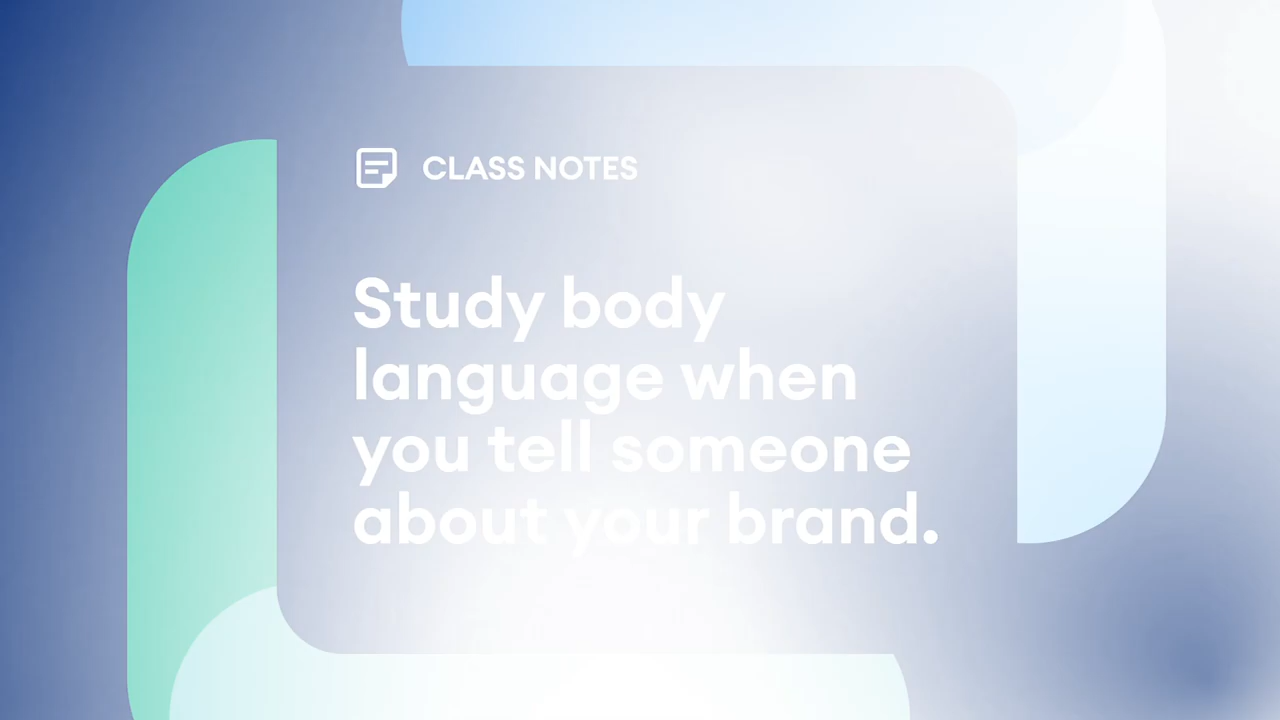 CLASS NOTES
Study body
language when
you tell someone
about your brand.